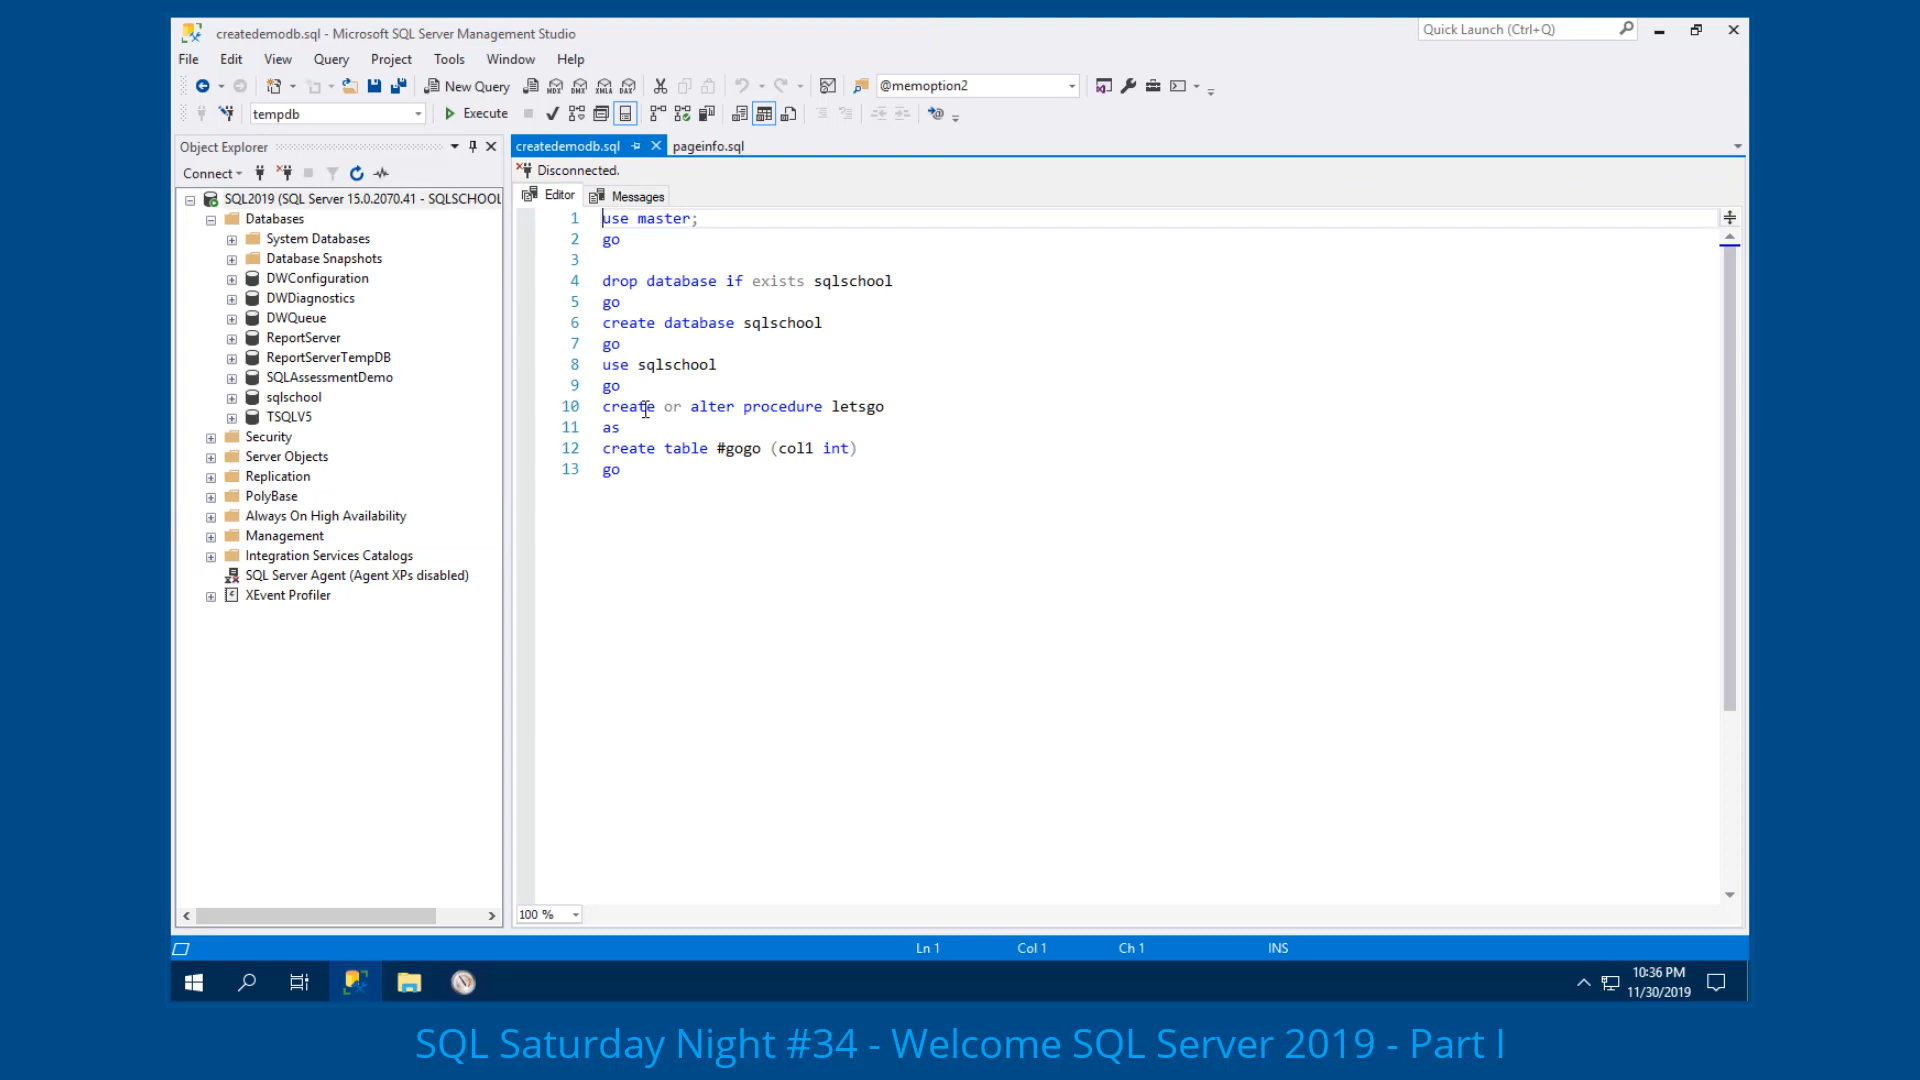 createdemodb.sql - Microsoft SQL Server Management Studio
Quick Launch (Ctrl+Q)
File Edit View Query Project Tools Window Help
New Query
@memoption2
tempdb
Execute
Object Explorer
createdemodb.sql
pageinfo.sql
Connect
Disconnected.
Editor
Messages
SQL2019 (SQL Server 15.0.2070.41 - SQLSCHOOL
Databases
System Databases
Database Snapshots
DWConfiguration
DWDiagnostics
DWQueue
ReportServer
ReportServerTempDB
SQLAssessmentDemo
sqlschool
TSQLV5
Security
Server Objects
Replication
PolyBase
Always On High Availability
Management
Integration Services Catalogs
SQL Server Agent (Agent XPs disabled)
XEvent Profiler
1 use master;
2 go
3
4 drop database if exists sqlschool
5 go
6 create database sqlschool
7 go
8 use sqlschool
9 go
10 create or alter procedure letsgo
11 as
12 create table #gogo (col1 int)
13 go
100 %
Ln 1 Col 1 Ch 1 INS
10:36 PM
11/30/2019
SQL Saturday Night #34 - Welcome SQL Server 2019 - Part I